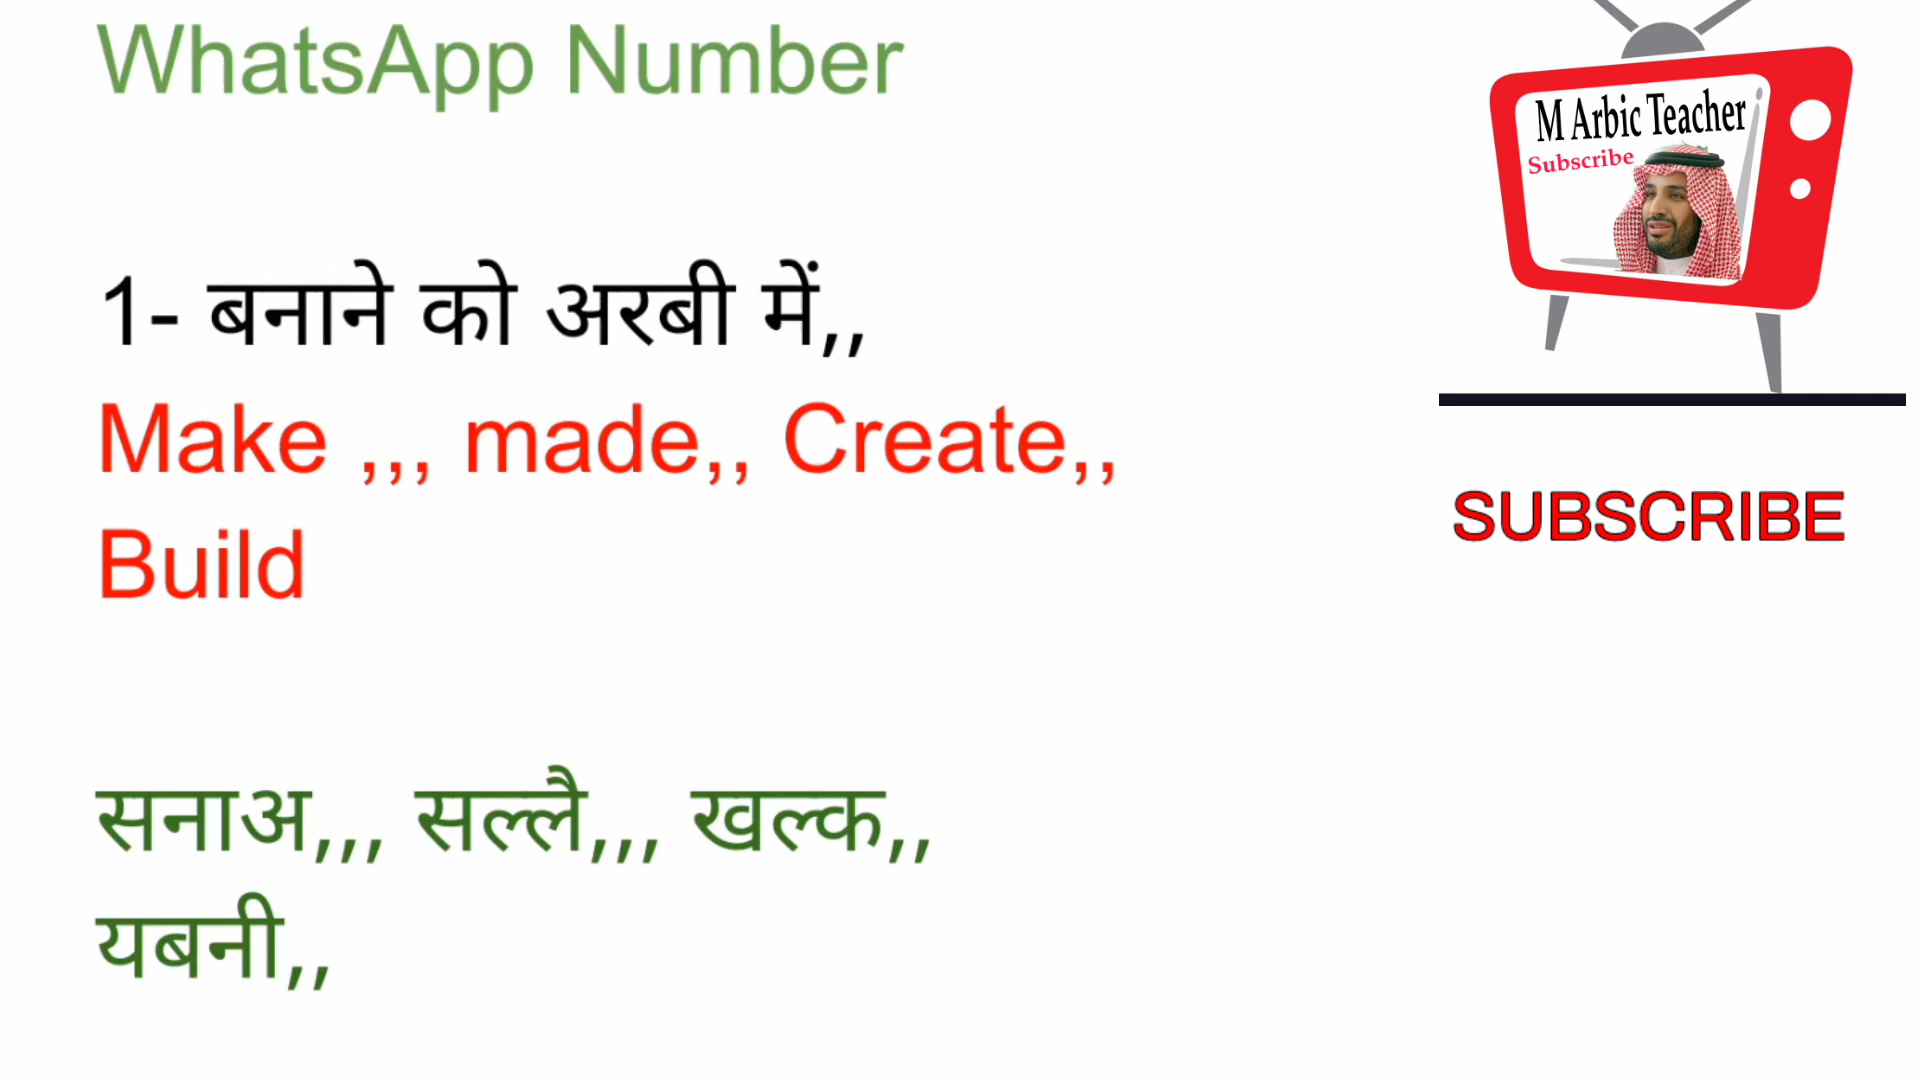 WhatsApp Number
1- बनाने को अरबी में,,
Make ,,, made,, Create,,
Build
सनाअ,,, सल्लै,,, खल्क,,
यबनी,,
M Arbic Teacher
Subscribe
SUBSCRIBE